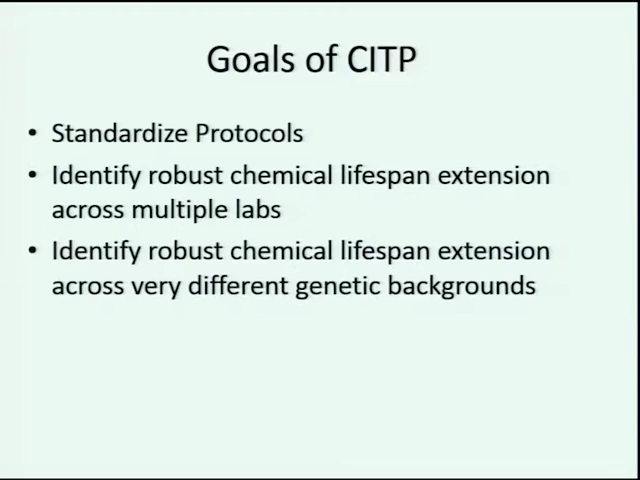 Goals of CITP
• Standardize Protocols
• Identify robust chemical lifespan extension
across multiple labs
• Identify robust chemical lifespan extension
across very different genetic backgrounds